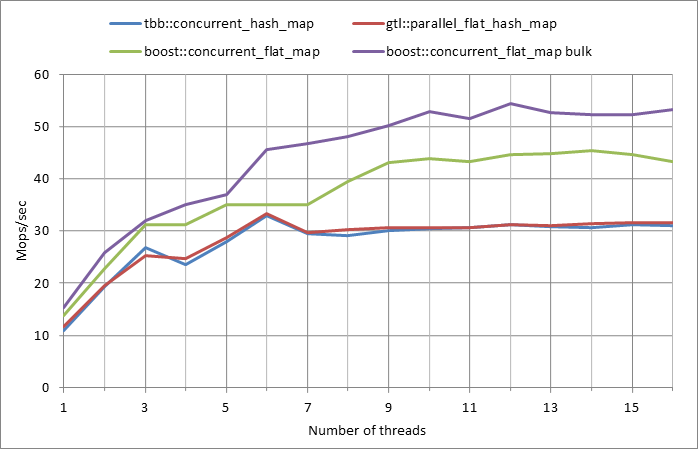 tbb::concurrent_hash_map gtl::parallel_flat_hash_map
boost::concurrent_flat_map boost::concurrent_flat_map bulk
60
50
40
30
20
10
0
Mops/sec
1 3 5 7 9 11 13 15
Number of threads